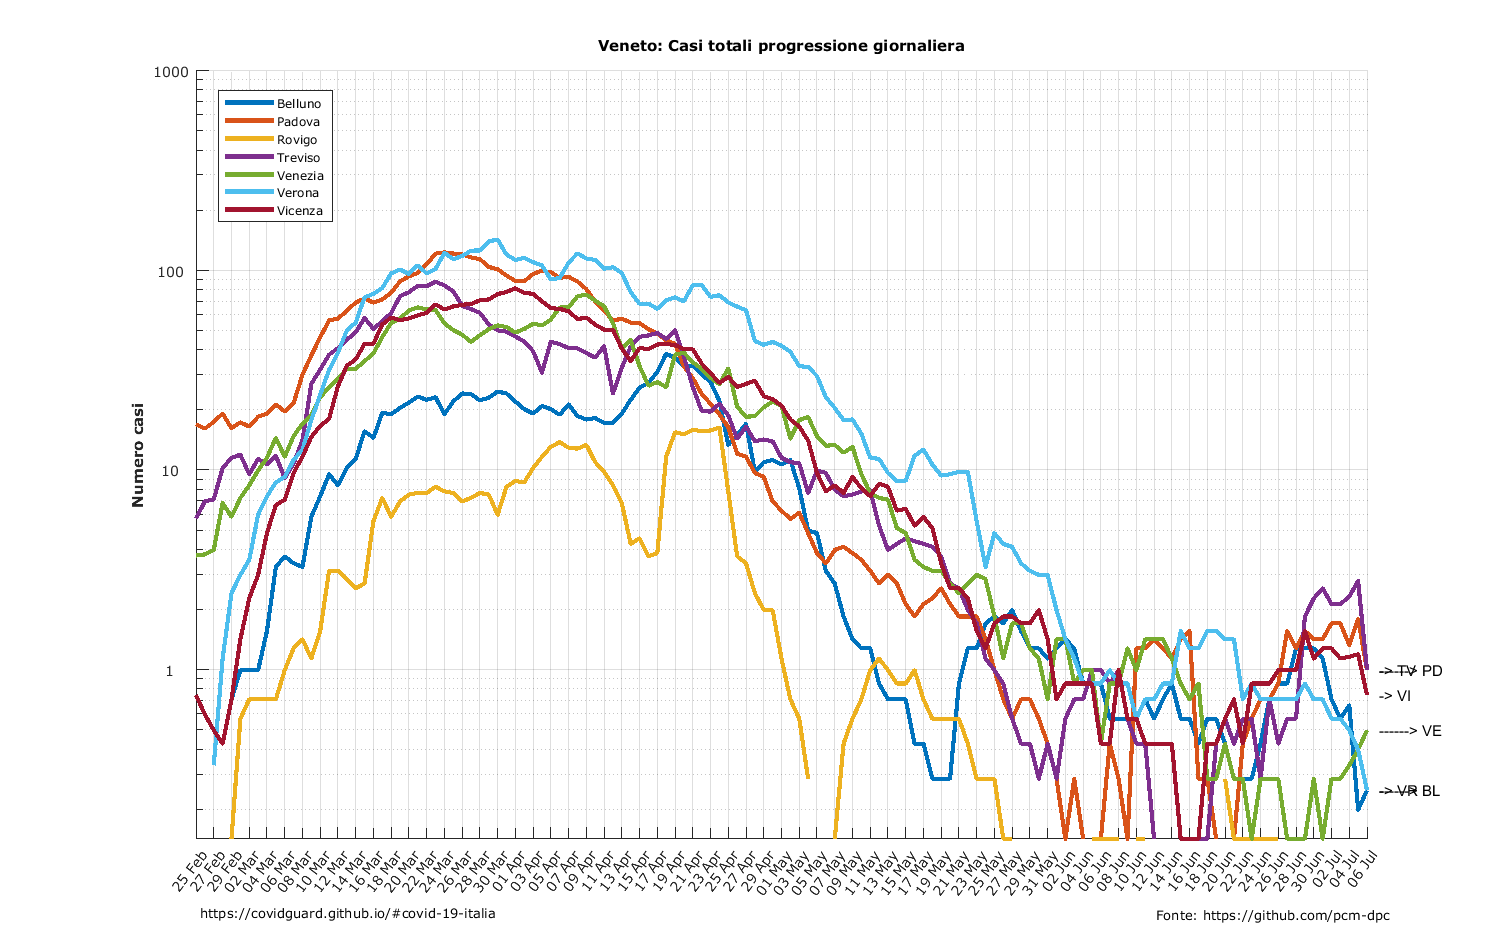 Veneto: Casi totali progressione giornaliera
1000
100
10
1
Numero casi
Belluno
Padova
Rovigo
Treviso
Venezia
Verona
Vicenza
-> TV
------> PD
-> VI
------> VE
-> VR
------> BL
25 Feb
27 Feb
29 Feb
02 Mar
04 Mar
06 Mar
08 Mar
10 Mar
12 Mar
14 Mar
16 Mar
18 Mar
20 Mar
22 Mar
24 Mar
26 Mar
28 Mar
30 Mar
01 Apr
03 Apr
05 Apr
07 Apr
09 Apr
11 Apr
13 Apr
15 Apr
17 Apr
19 Apr
21 Apr
23 Apr
25 Apr
27 Apr
29 Apr
01 May
03 May
05 May
07 May
09 May
11 May
13 May
15 May
17 May
19 May
21 May
23 May
25 May
27 May
29 May
31 May
02 Jun
04 Jun
06 Jun
08 Jun
10 Jun
12 Jun
14 Jun
16 Jun
18 Jun
20 Jun
22 Jun
24 Jun
26 Jun
28 Jun
30 Jun
02 Jul
04 Jul
06 Jul
https://covidguard.github.io/#covid-19-italia
Fonte: https://github.com/pcm-dpc